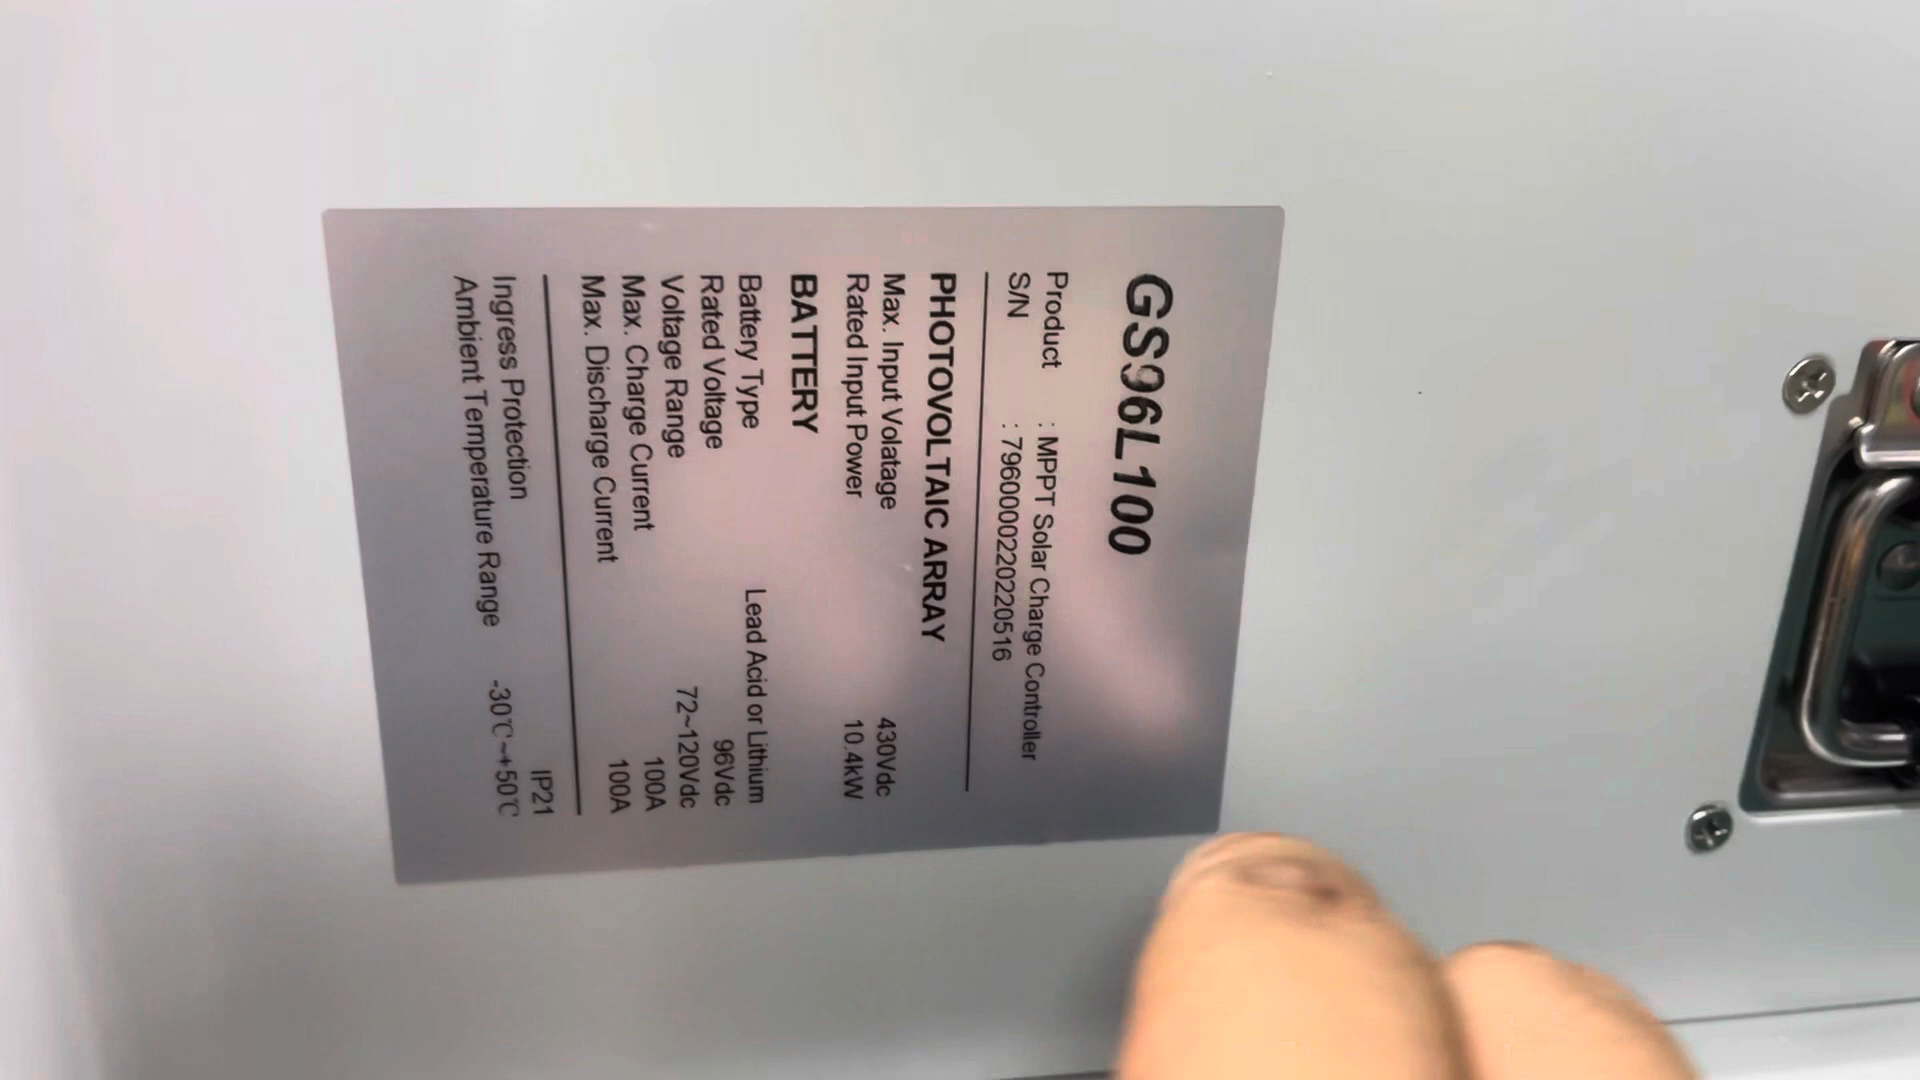 GS96L100
Product : MPPT Solar Charge Controller
S/N : 7960000220220516
PHOTOVOLTAIC ARRAY
Max. Input Volatage 430Vdc
Rated Input Power 10.4kW
BATTERY
Battery Type Lead Acid or Lithium
Rated Voltage 96Vdc
Voltage Range 72~120Vdc
Max. Charge Current 100A
Max. Discharge Current 100A
Ingress Protection IP21
Ambient Temperature Range -30℃~+50℃